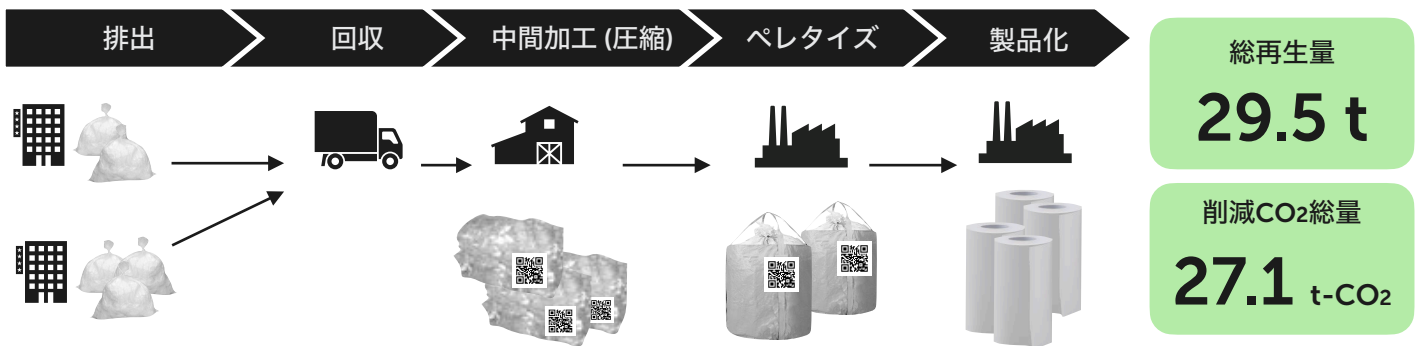 排出
回収
中間加工 (圧縮)
ペレタイズ
製品化
総再生量
29.5 t
削減CO2総量
27.1 t-CO2